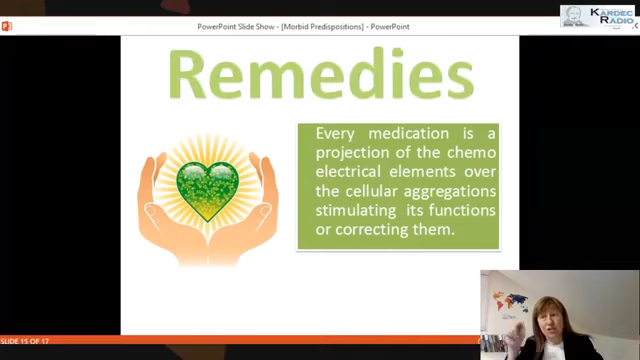 PowerPoint Slide Show - [Morbid Predispositions] - PowerPoint
KARDEC
RADIO
Remedies
Every medication is a
projection of the chemo
electrical elements over
the cellular aggregations
stimulating its functions
or correcting them.
SLIDE 15 OF 17